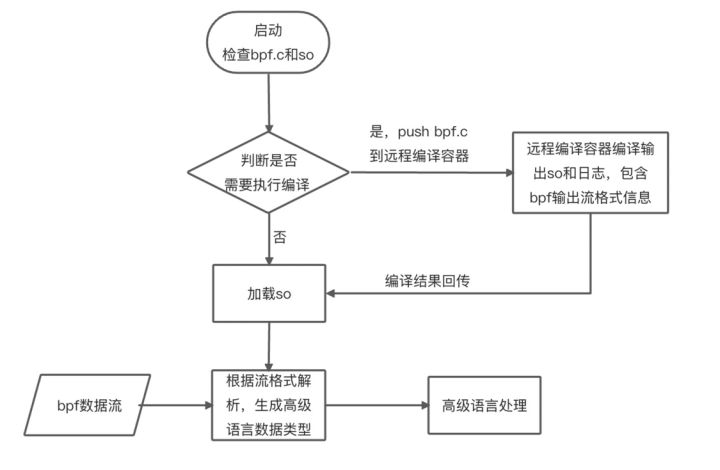 启动
检查bpf.c和so
判断是否
需要执行编译
是，push bpf.c
到远程编译容器
远程编译容器编译输
出so和日志，包含
bpf输出流格式信息
否
加载so
编译结果回传
bpf数据流
根据流格式解
析，生成高级
语言数据类型
高级语言处理